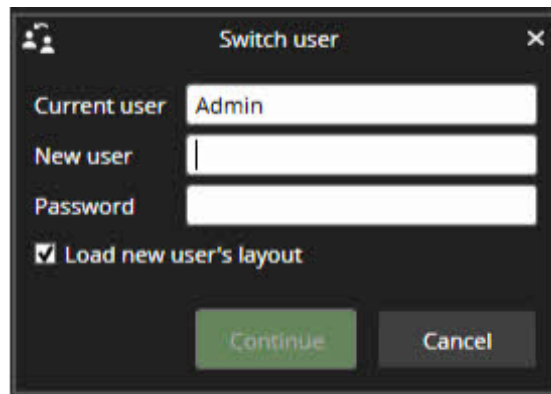 Switch user
Current user Admin
New user
Password
Load new user's layout
Continue Cancel